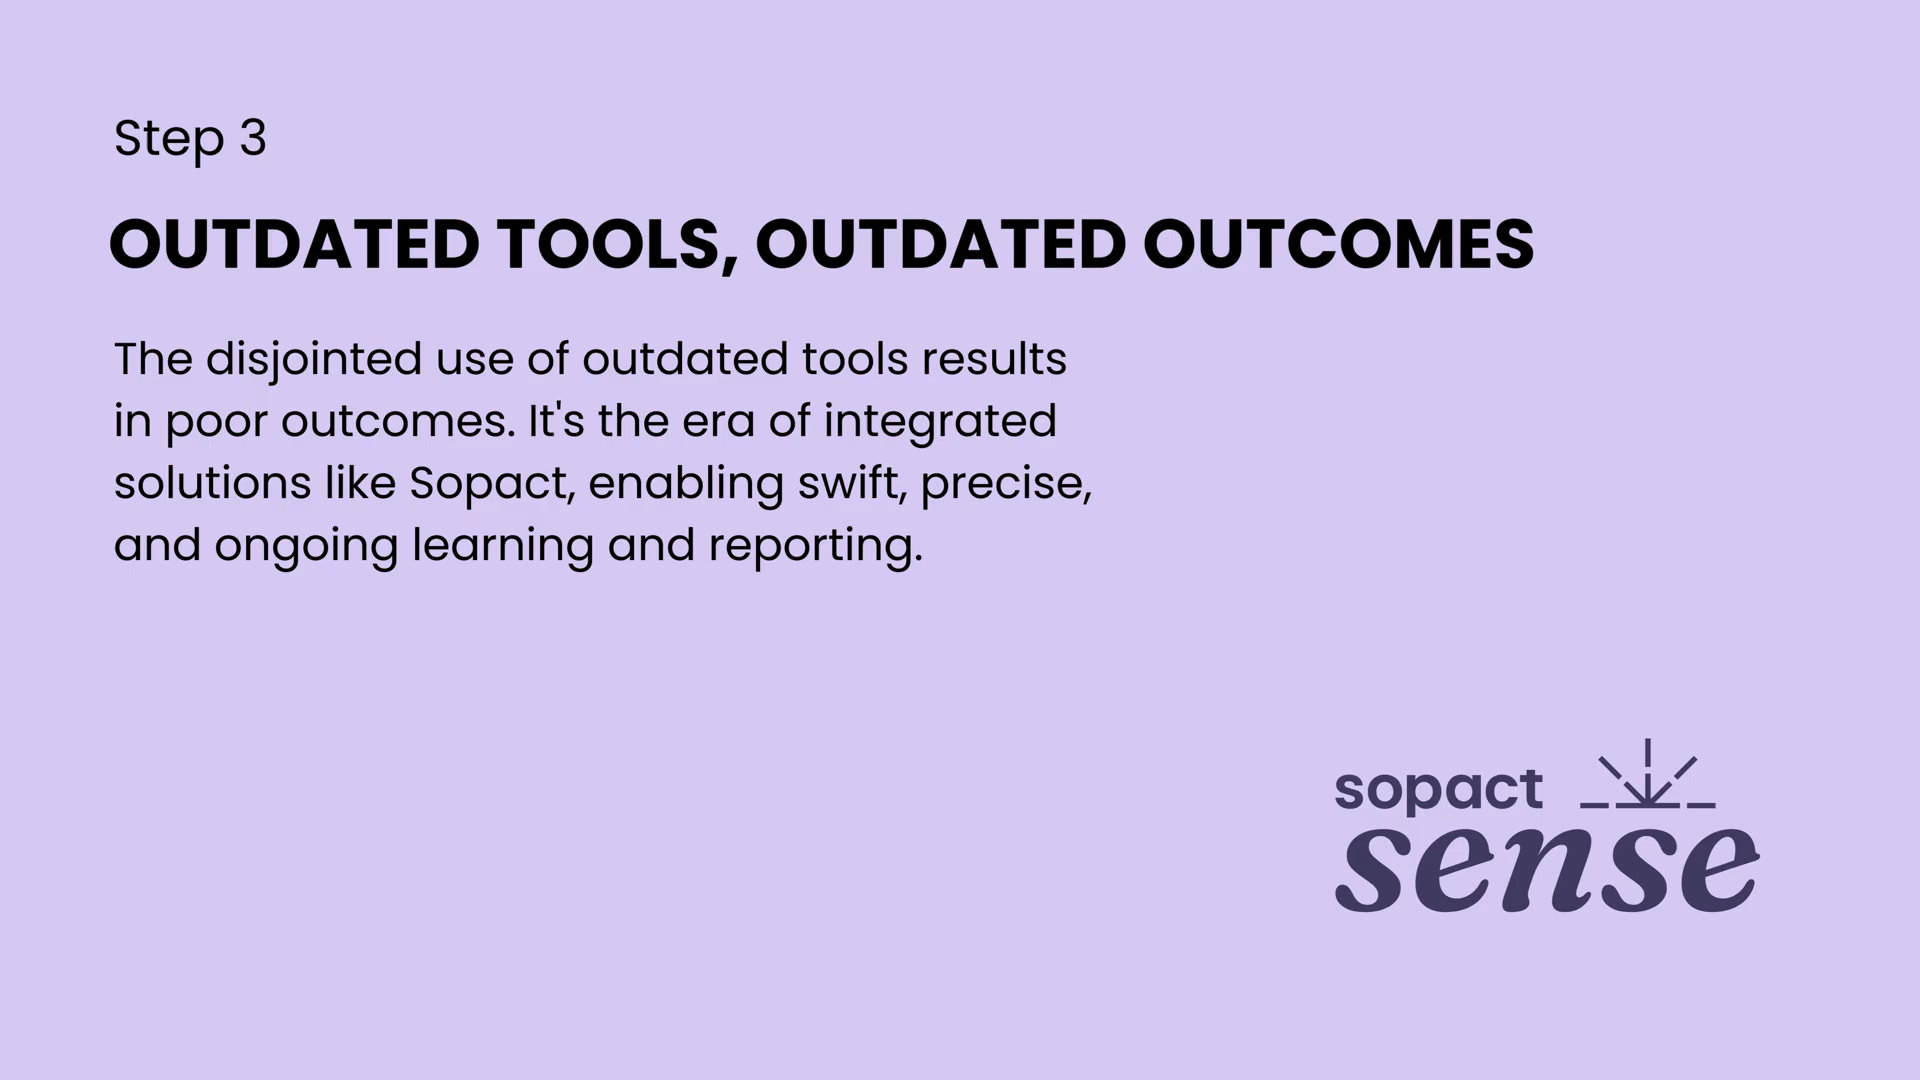 Step 3
OUTDATED TOOLS, OUTDATED OUTCOMES
The disjointed use of outdated tools results
in poor outcomes. It's the era of integrated
solutions like Sopact, enabling swift, precise,
and ongoing learning and reporting.
sopact
sense